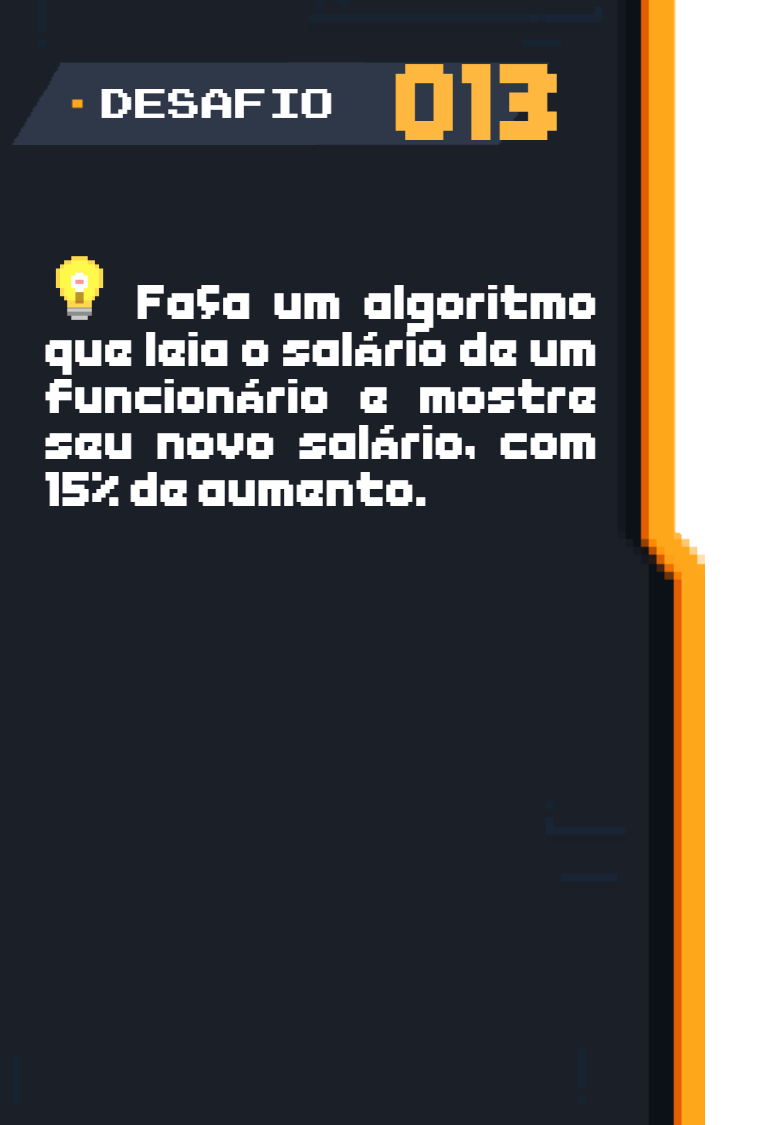 DESAFIO 013
Faça um algoritmo
que leia o salário de um
funcionário e mostre
seu novo salário, com
15% de aumento.